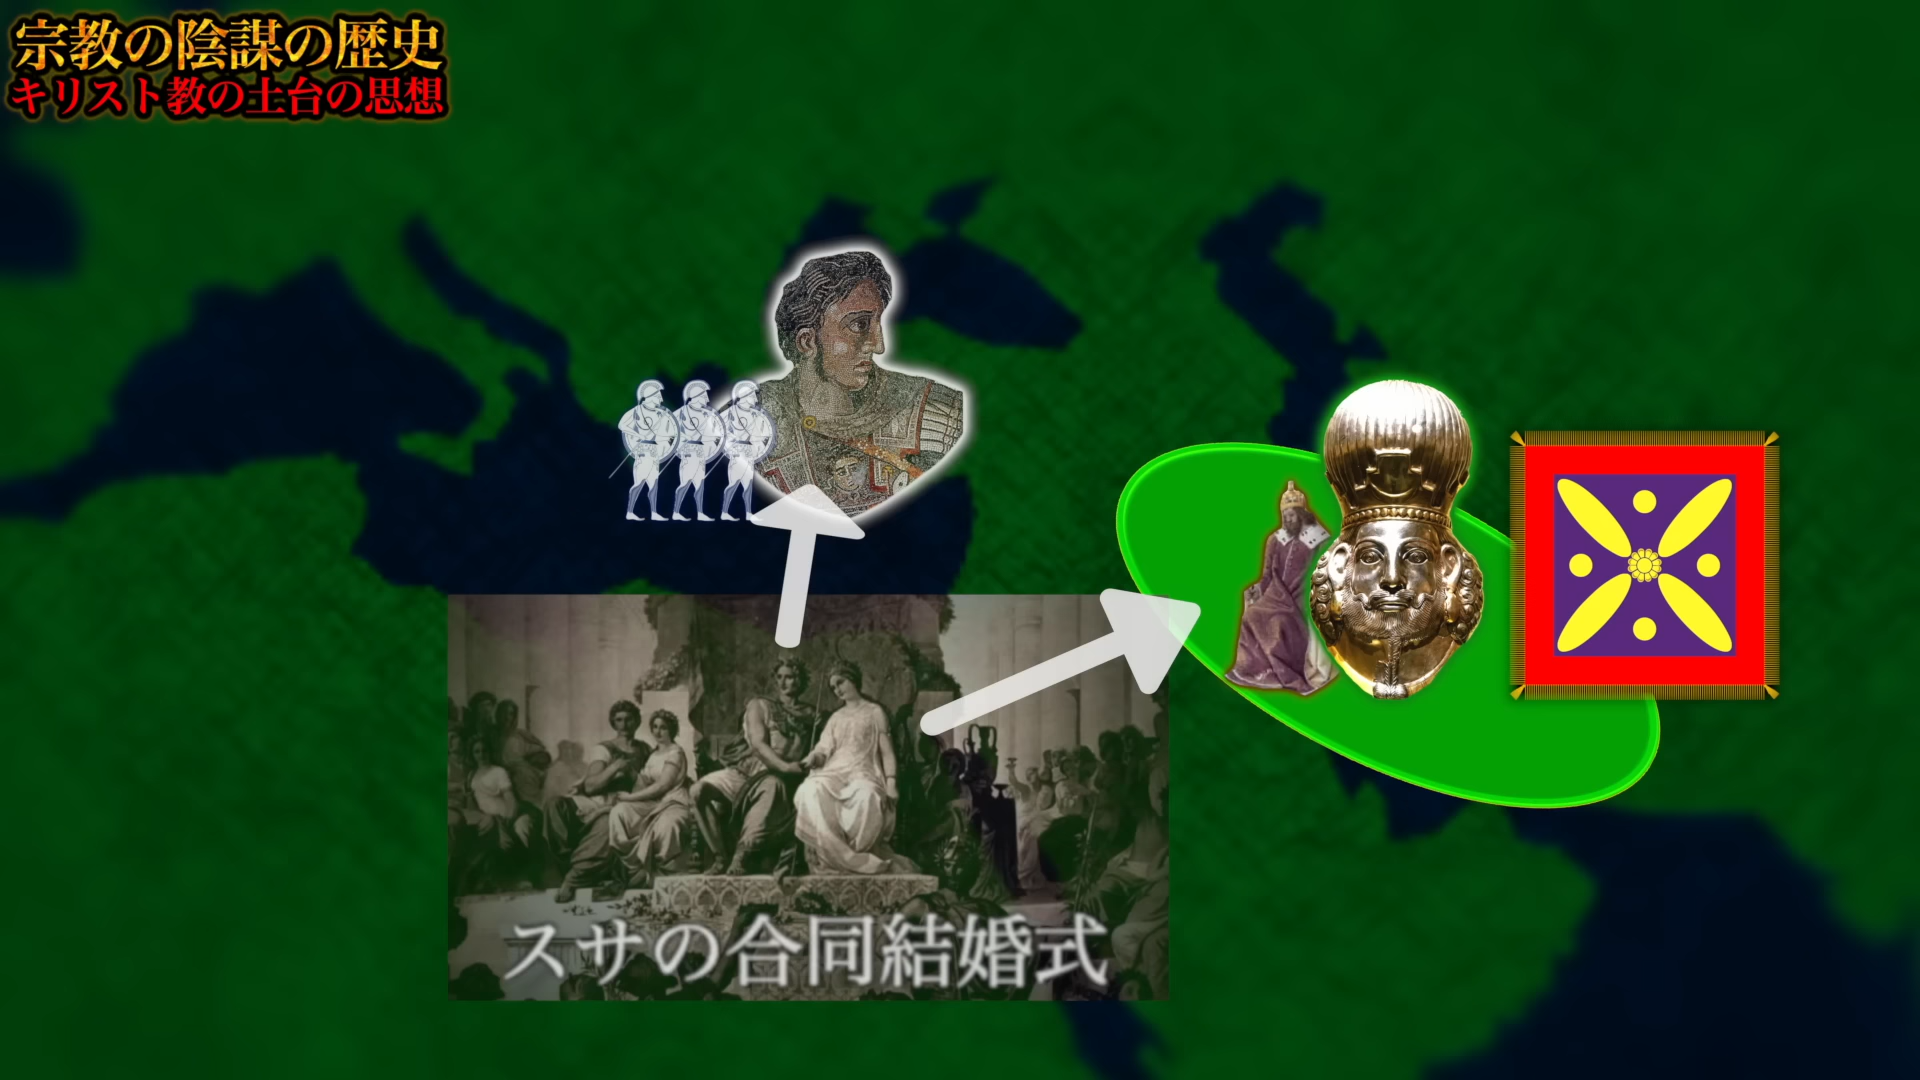 宗教の陰謀の歴史
キリスト教の土台の思想
スサの合同結婚式